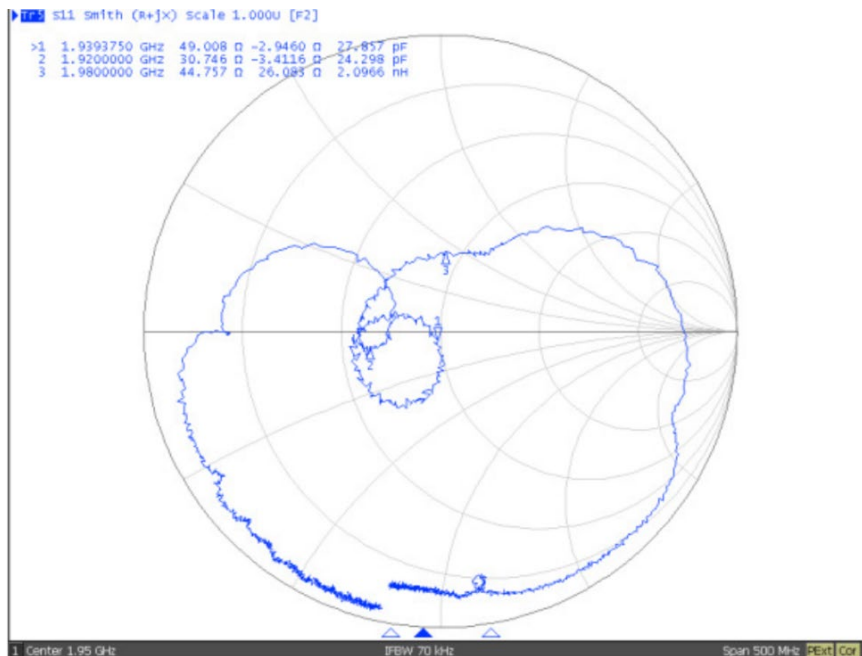 Tr5 S11 Smith (R+jX) Scale 1.000U [F2]
>1 1.9393750 GHz 49.008 Ω -2.9460 Ω 27.857 pF
2 1.9200000 GHz 30.746 Ω -3.4116 Ω 24.298 pF
3 1.9800000 GHz 44.757 Ω 26.083 Ω 2.0966 nH
3
1
2
1 Center 1.95 GHz IFBW 70 kHz Span 500 MHz PExt Cor